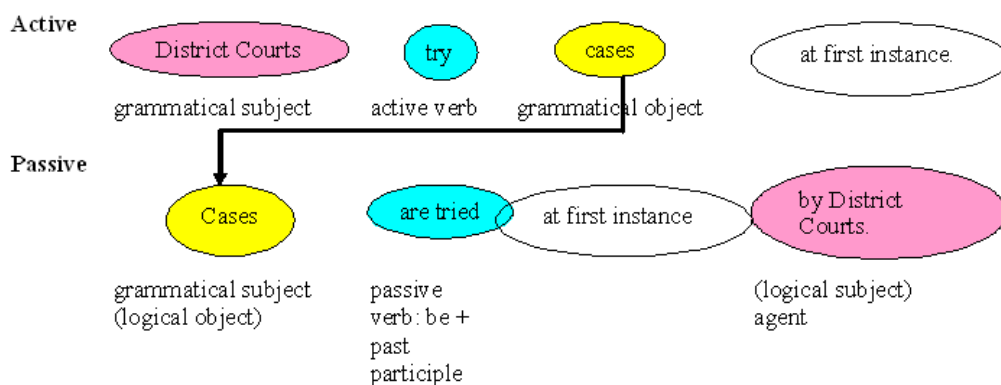 Active
District Courts try cases at first instance.
grammatical subject active verb grammatical object
Passive
Cases are tried at first instance by District
Courts.
grammatical subject passive (logical subject)
(logical object) verb: be + agent
past
participle